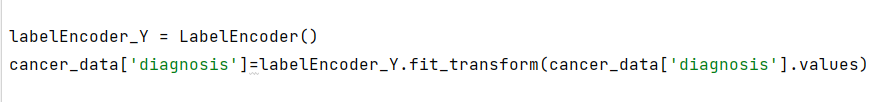 labelEncoder_Y = LabelEncoder()
cancer_data['diagnosis']=labelEncoder_Y.fit_transform(cancer_data['diagnosis'].values)